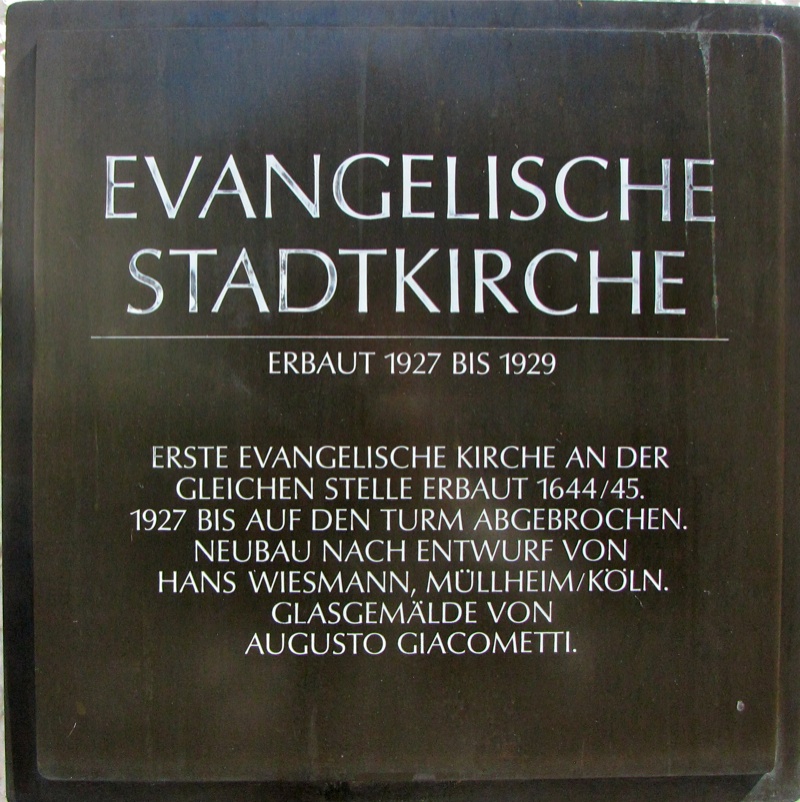 EVANGELISCHE
STADTKIRCHE
ERBAUT 1927 BIS 1929
ERSTE EVANGELISCHE KIRCHE AN DER
GLEICHEN STELLE ERBAUT 1644/45.
1927 BIS AUF DEN TURM ABGEBROCHEN.
NEUBAU NACH ENTWURF VON
HANS WIESMANN, MÜLLHEIM/KÖLN.
GLASGEMÄLDE VON
AUGUSTO GIACOMETTI.